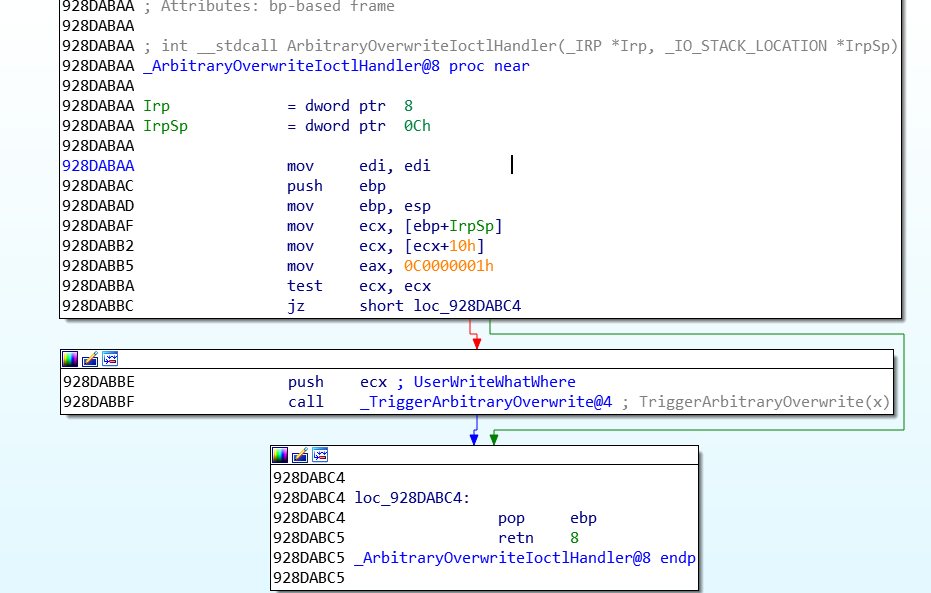 928DABAA ; Attributes: bp-based frame
928DABAA
928DABAA ; int __stdcall ArbitraryOverwriteIoctlHandler(_IRP *Irp, _IO_STACK_LOCATION *IrpSp)
928DABAA _ArbitraryOverwriteIoctlHandler@8 proc near
928DABAA
928DABAA Irp = dword ptr 8
928DABAA IrpSp = dword ptr 0Ch
928DABAA
928DABAA mov edi, edi
928DABAC push ebp
928DABAD mov ebp, esp
928DABAF mov ecx, [ebp+IrpSp]
928DABB2 mov ecx, [ecx+10h]
928DABB5 mov eax, 0C0000001h
928DABBA test ecx, ecx
928DABBC jz short loc_928DABC4
928DABBE push ecx ; UserWriteWhatWhere
928DABBF call _TriggerArbitraryOverwrite@4 ; TriggerArbitraryOverwrite(x)
928DABC4
928DABC4 loc_928DABC4:
928DABC4 pop ebp
928DABC5 retn 8
928DABC5 _ArbitraryOverwriteIoctlHandler@8 endp
928DABC5